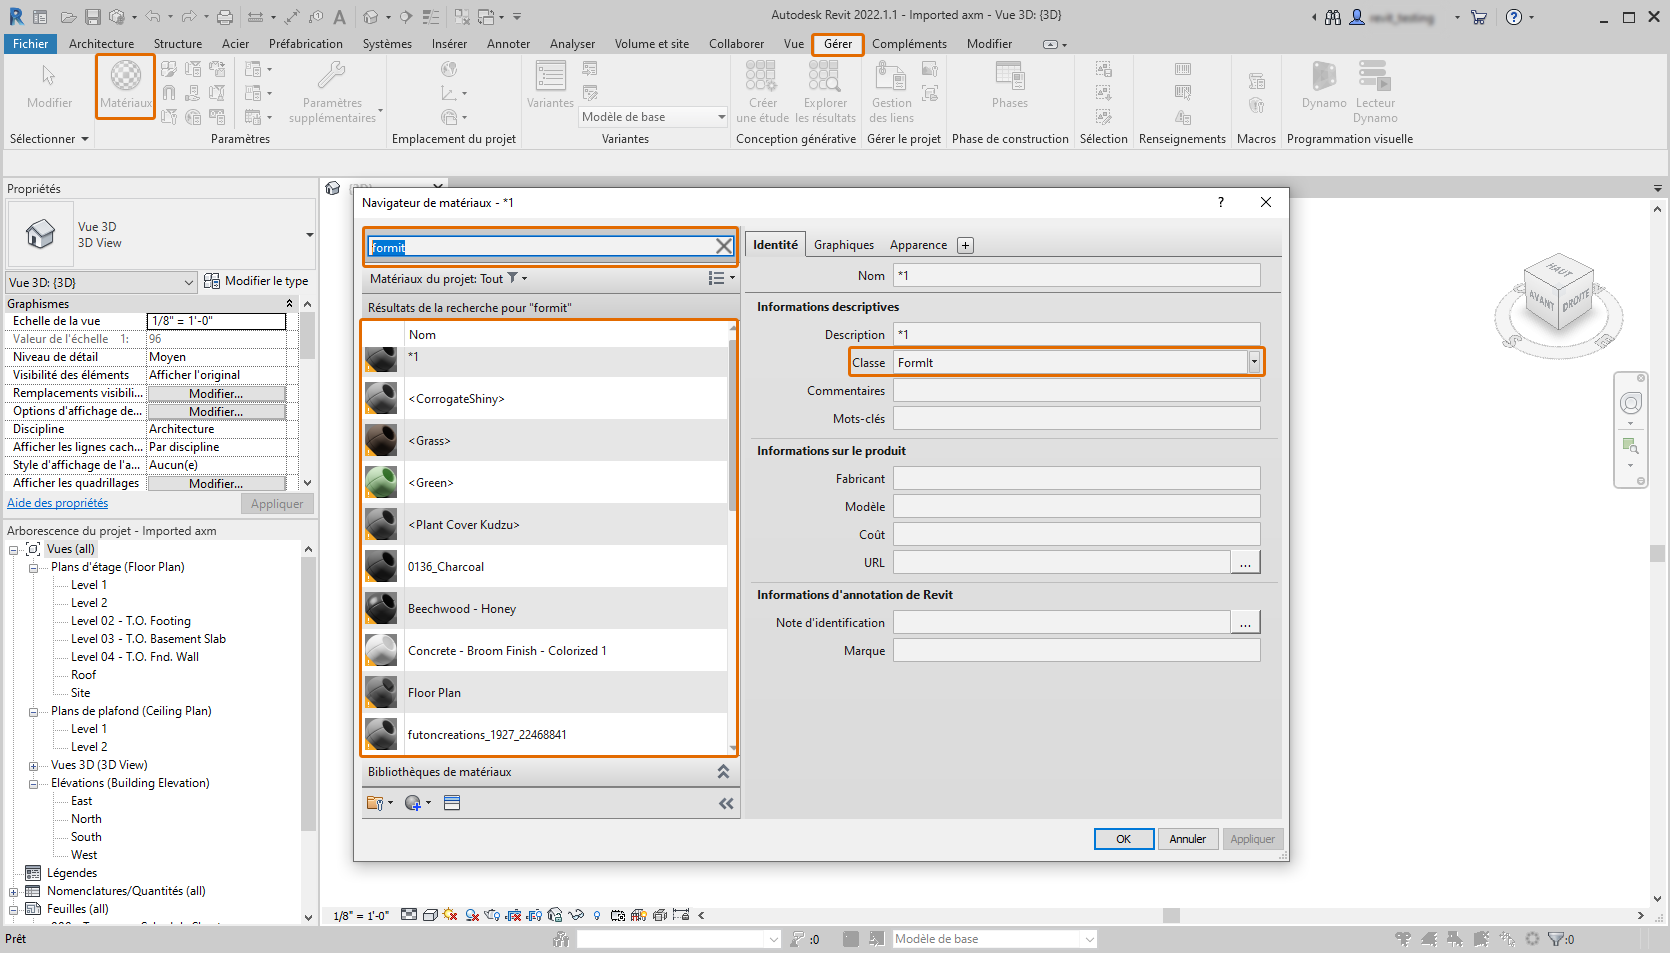 Autodesk Revit 2022.1.1 - Imported axm - Vue 3D: {3D}
Fichier Architecture Structure Acier Préfabrication Systèmes Insérer Annoter Analyser Volume et site Collaborer Vue Gérer Compléments Modifier
Modifier
Matériaux
Paramètres
supplémentaires
Variantes
Modèle de base
Créer
une étude
Explorer
les résultats
Gestion
des liens
Phases
Dynamo
Lecteur
Dynamo
Sélectionner Paramètres Emplacement du projet Variantes Conception générative Gérer le projet Phase de construction Sélection Renseignements Macros Programmation visuelle
Propriétés
Vue 3D
3D View
Vue 3D: {3D} Modifier le type
Graphismes
Echelle de la vue 1/8" = 1'-0"
Valeur de l'échelle 1: 96
Niveau de détail Moyen
Visibilité des éléments Afficher l'original
Remplacements visibili... Modifier...
Options d'affichage de... Modifier...
Discipline Architecture
Afficher les lignes cach... Par discipline
Style d'affichage de l'a... Aucun(e)
Afficher les quadrillages Modifier...
Aide des propriétés Appliquer
Arborescence du projet - Imported axm
Vues (all)
Plans d'étage (Floor Plan)
Level 1
Level 2
Level 02 - T.O. Footing
Level 03 - T.O. Basement Slab
Level 04 - T.O. Fnd. Wall
Roof
Site
Plans de plafond (Ceiling Plan)
Level 1
Level 2
Vues 3D (3D View)
Elévations (Building Elevation)
East
North
South
West
Légendes
Nomenclatures/Quantités (all)
Feuilles (all)
Navigateur de matériaux - *1
?
formit
Matériaux du projet: Tout
Résultats de la recherche pour "formit"
Nom
*1
<CorrogateShiny>
<Grass>
<Green>
<Plant Cover Kudzu>
0136_Charcoal
Beechwood - Honey
Concrete - Broom Finish - Colorized 1
Floor Plan
futoncreations_1927_22468841
Bibliothèques de matériaux
Identité Graphiques Apparence +
Nom *1
Informations descriptives
Description *1
Classe FormIt
Commentaires
Mots-clés
Informations sur le produit
Fabricant
Modèle
Coût
URL ...
Informations d'annotation de Revit
Note d'identification ...
Marque
OK Annuler Appliquer
HAUT
AVANT
DROITE
S
1/8" = 1'-0"
Prêt
:0
Modèle de base
:0